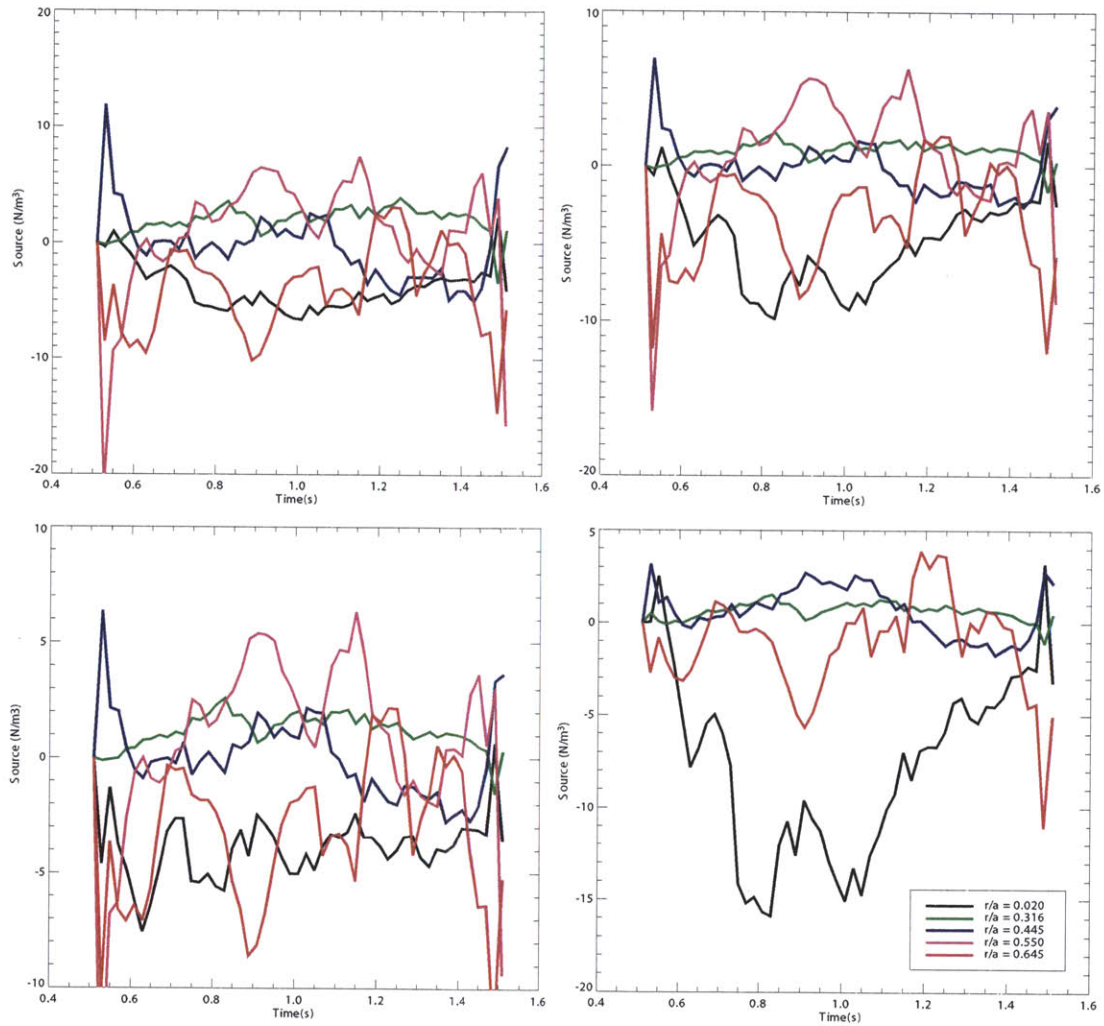 20
10
0
-10
-20
Source (N/m³)
0.4 0.6 0.8 1.0 1.2 1.4 1.6
Time(s)
10
0
-10
-20
Source (N/m³)
0.4 0.6 0.8 1.0 1.2 1.4 1.6
Time(s)
10
5
0
-5
-10
Source (N/m3)
0.4 0.6 0.8 1.0 1.2 1.4 1.6
Time(s)
5
0
-5
-10
-15
-20
Source (N/m³)
0.4 0.6 0.8 1.0 1.2 1.4 1.6
Time(s)
r/a = 0.020
r/a = 0.316
r/a = 0.445
r/a = 0.550
r/a = 0.645